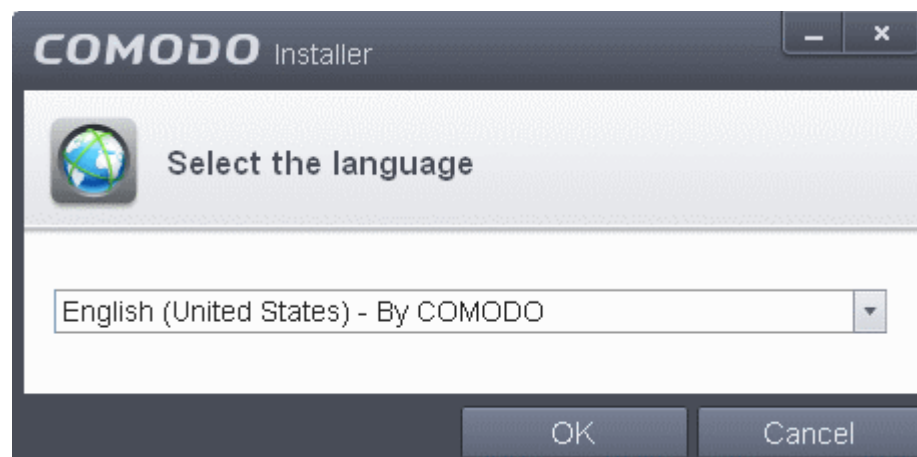 COMODO Installer
Select the language
English (United States) - By COMODO
OK
Cancel